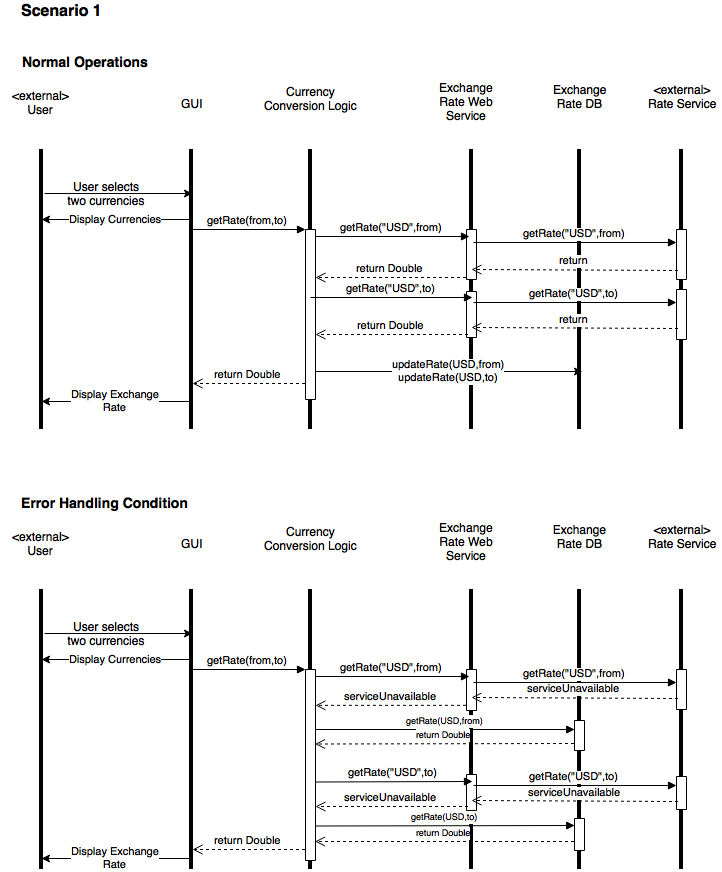 Scenario 1
Normal Operations
<external>
User
GUI
Currency
Conversion Logic
Exchange
Rate Web
Service
Exchange
Rate DB
<external>
Rate Service
User selects
two currencies
Display Currencies
getRate(from,to)
getRate("USD",from)
getRate("USD",from)
return
return Double
getRate("USD",to)
getRate("USD",to)
return
return Double
updateRate(USD,from)
updateRate(USD,to)
return Double
Display Exchange
Rate
Error Handling Condition
<external>
User
GUI
Currency
Conversion Logic
Exchange
Rate Web
Service
Exchange
Rate DB
<external>
Rate Service
User selects
two currencies
Display Currencies
getRate(from,to)
getRate("USD",from)
getRate("USD",from)
serviceUnavailable
serviceUnavailable
getRate(USD,from)
return Double
getRate("USD",to)
getRate("USD",to)
serviceUnavailable
serviceUnavailable
getRate(USD,to)
return Double
return Double
Display Exchange
Rate